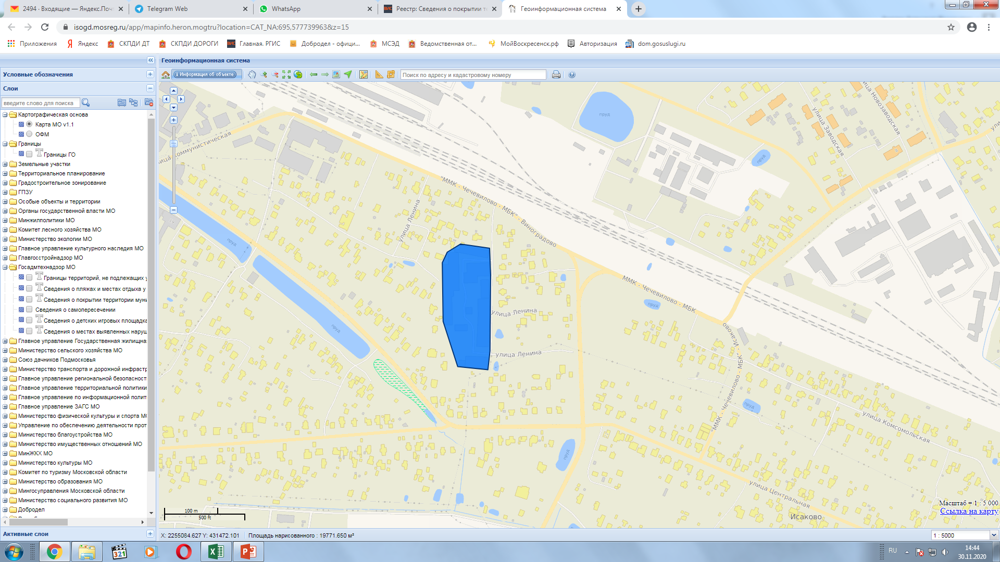 2494 · Входящие — Яндекс.Почт
Telegram Web
WhatsApp
Реестр: Сведения о покрытии т
Геоинформационная система
isogd.mosreg.ru/app/mapinfo.heron.mogtru?location=CAT_NA:695,577739963&z=15
Приложения
Яндекс
СКПДИ ДТ
СКПДИ ДОРОГИ
Главная. РГИС
Добродел - офици...
МСЭД
Ведомственная от...
МойВоскресенск.рф
Авторизация
dom.gosuslugi.ru
Геоинформационная система
Условные обозначения
Информация об объекте
Поиск по адресу и кадастровому номеру
Слои
введите слово для поиска
Картографическая основа
Карта МО v1.1
ОФМ
Границы
Границы ГО
Земельные участки
Территориальное планирование
Градостроительное зонирование
ГПЗУ
Особые объекты и территории
Органы государственной власти МО
Минжилполитики МО
Комитет лесного хозяйства МО
Министерство экологии МО
Главное управление культурного наследия МО
Главгосстройнадзор МО
Госадмтехнадзор МО
Границы территорий, не подлежащих у
Сведения о пляжах и местах отдыха у
Сведения о покрытии территории муни
Сведения о самопересечении
Сведения о детских игровых площадка
Сведения о местах выявленных наруш
Главное управление Государственная жилищна
Министерство сельского хозяйства МО
Союз дачников Подмосковья
Министерство транспорта и дорожной инфрастр
Главное управление региональной безопасност
Главное управление территориальной политики
Главное управление по информационной полит
Главное управление ЗАГС МО
Министерство физической культуры и спорта МО
Управление по обеспечению деятельности прот
Министерство благоустройства МО
Министерство имущественных отношений МО
МинЖКХ МО
Министерство культуры МО
Комитет по туризму Московской области
Министерство образования МО
Мингосуправления Московской области
Министерство социального развития МО
Добродел
Активные слои
улица Коммунистическая
пруд
улица Новозаводская
улица Заводская
пруд
"ММК - Чечевилово - МБК" - Виноградово
улица Ленина
пруд
ММК - Чечевилово - МБК
пруд
улица Ленина
пруд
улица Ленина
"ММК - Чечевилово - МБК" - Исаково
пруд
улица Комсомольская
пруд
улица Центральная
Исаково
100 m
500 ft
Масштаб = 1 : 5 000
Ссылка на карту
X: 2255084.627 Y: 431472.101
Площадь нарисованного : 19771.650 м²
1 : 5000
321
RU
14:44
30.11.2020